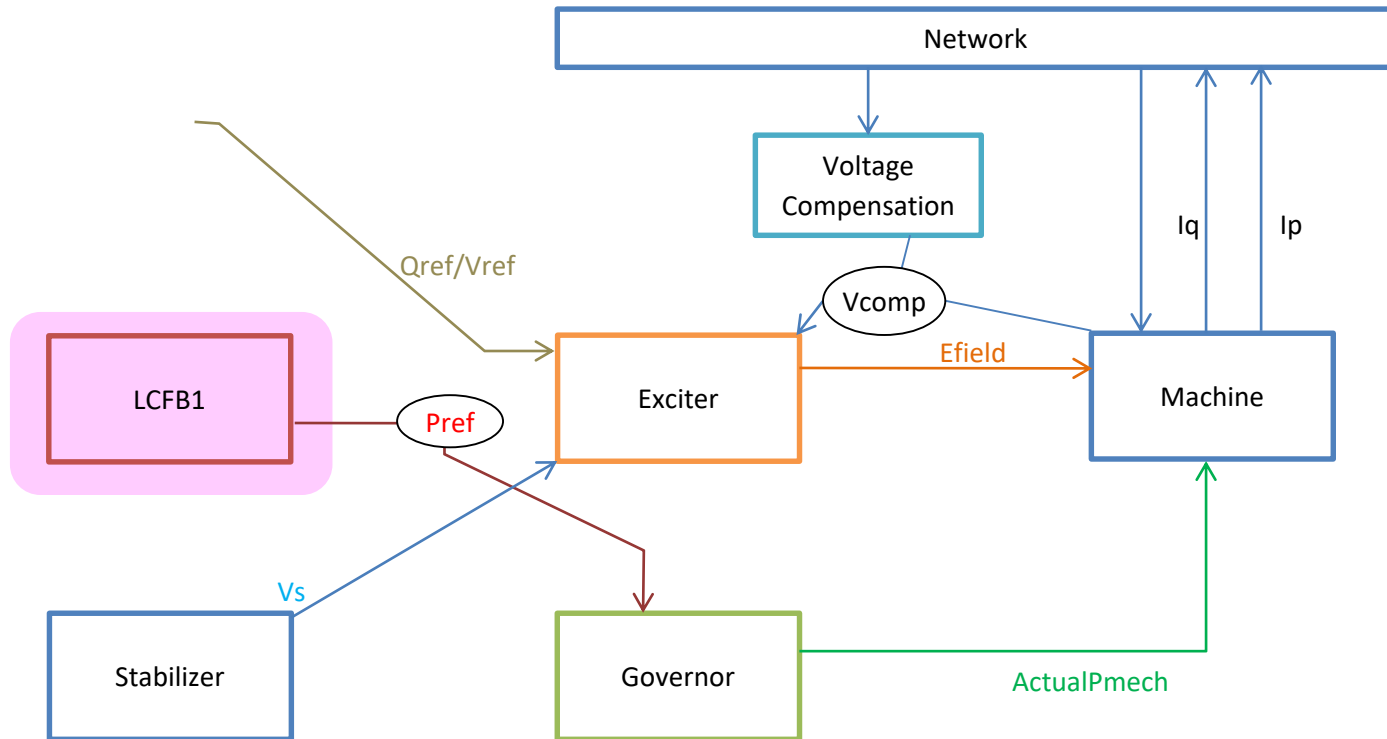 Network
Voltage
Compensation
Iq
Ip
Qref/Vref
Vcomp
Efield
LCFB1
Pref
Exciter
Machine
Vs
Stabilizer
Governor
ActualPmech